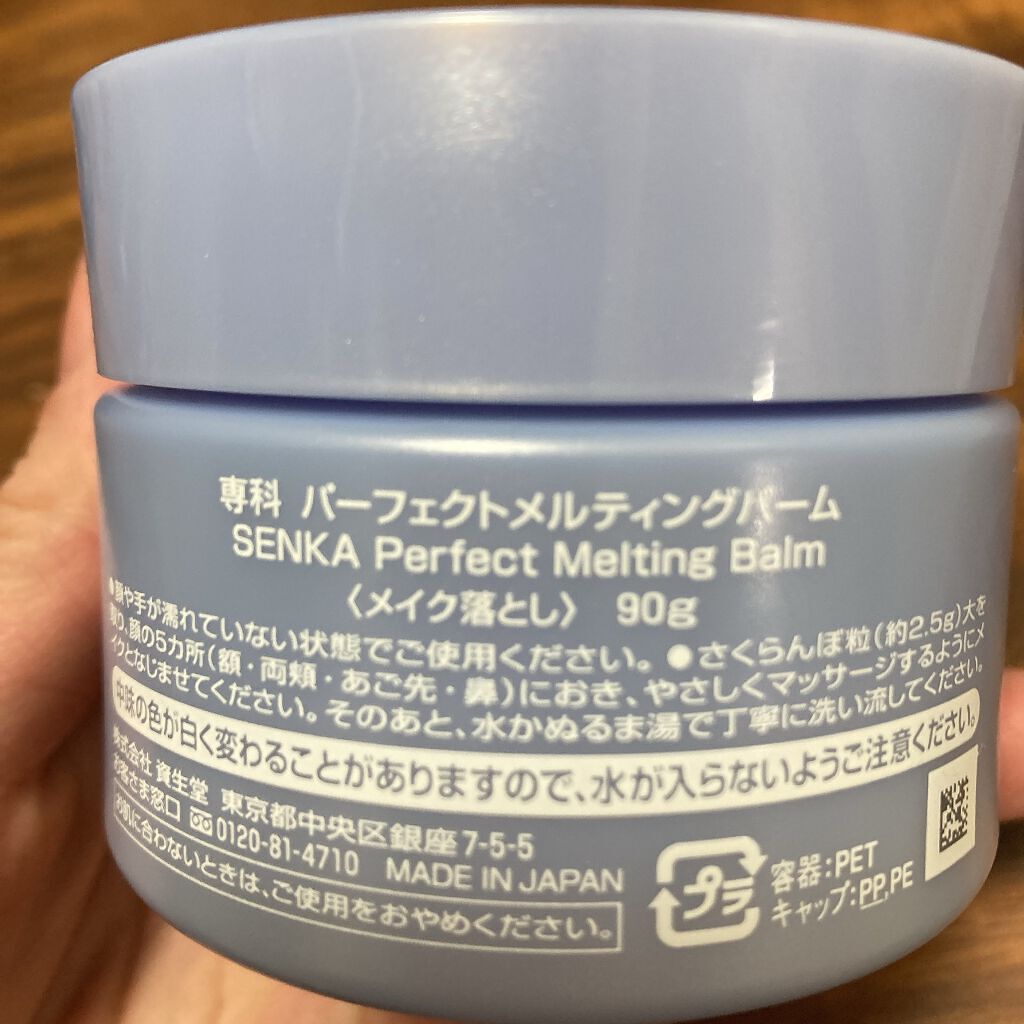 専科 パーフェクトメルティングバーム
SENKA Perfect Melting Balm
〈メイク落とし〉 90g
●顔や手が濡れていない状態でご使用ください。●さくらんぼ粒(約2.5g)大を
取り、顔の5カ所(額・両頬・あご先・鼻)におき、やさしくマッサージするようにメ
イクとなじませてください。そのあと、水かぬるま湯で丁寧に洗い流してください。
中味の色が白く変わることがありますので、水が入らないようご注意ください。
株式会社 資生堂 東京都中央区銀座7-5-5
お客さま窓口 0120-81-4710 MADE IN JAPAN
お肌に合わないときは、ご使用をおやめください。
プラ
容器:PET
キャップ:PP,PE